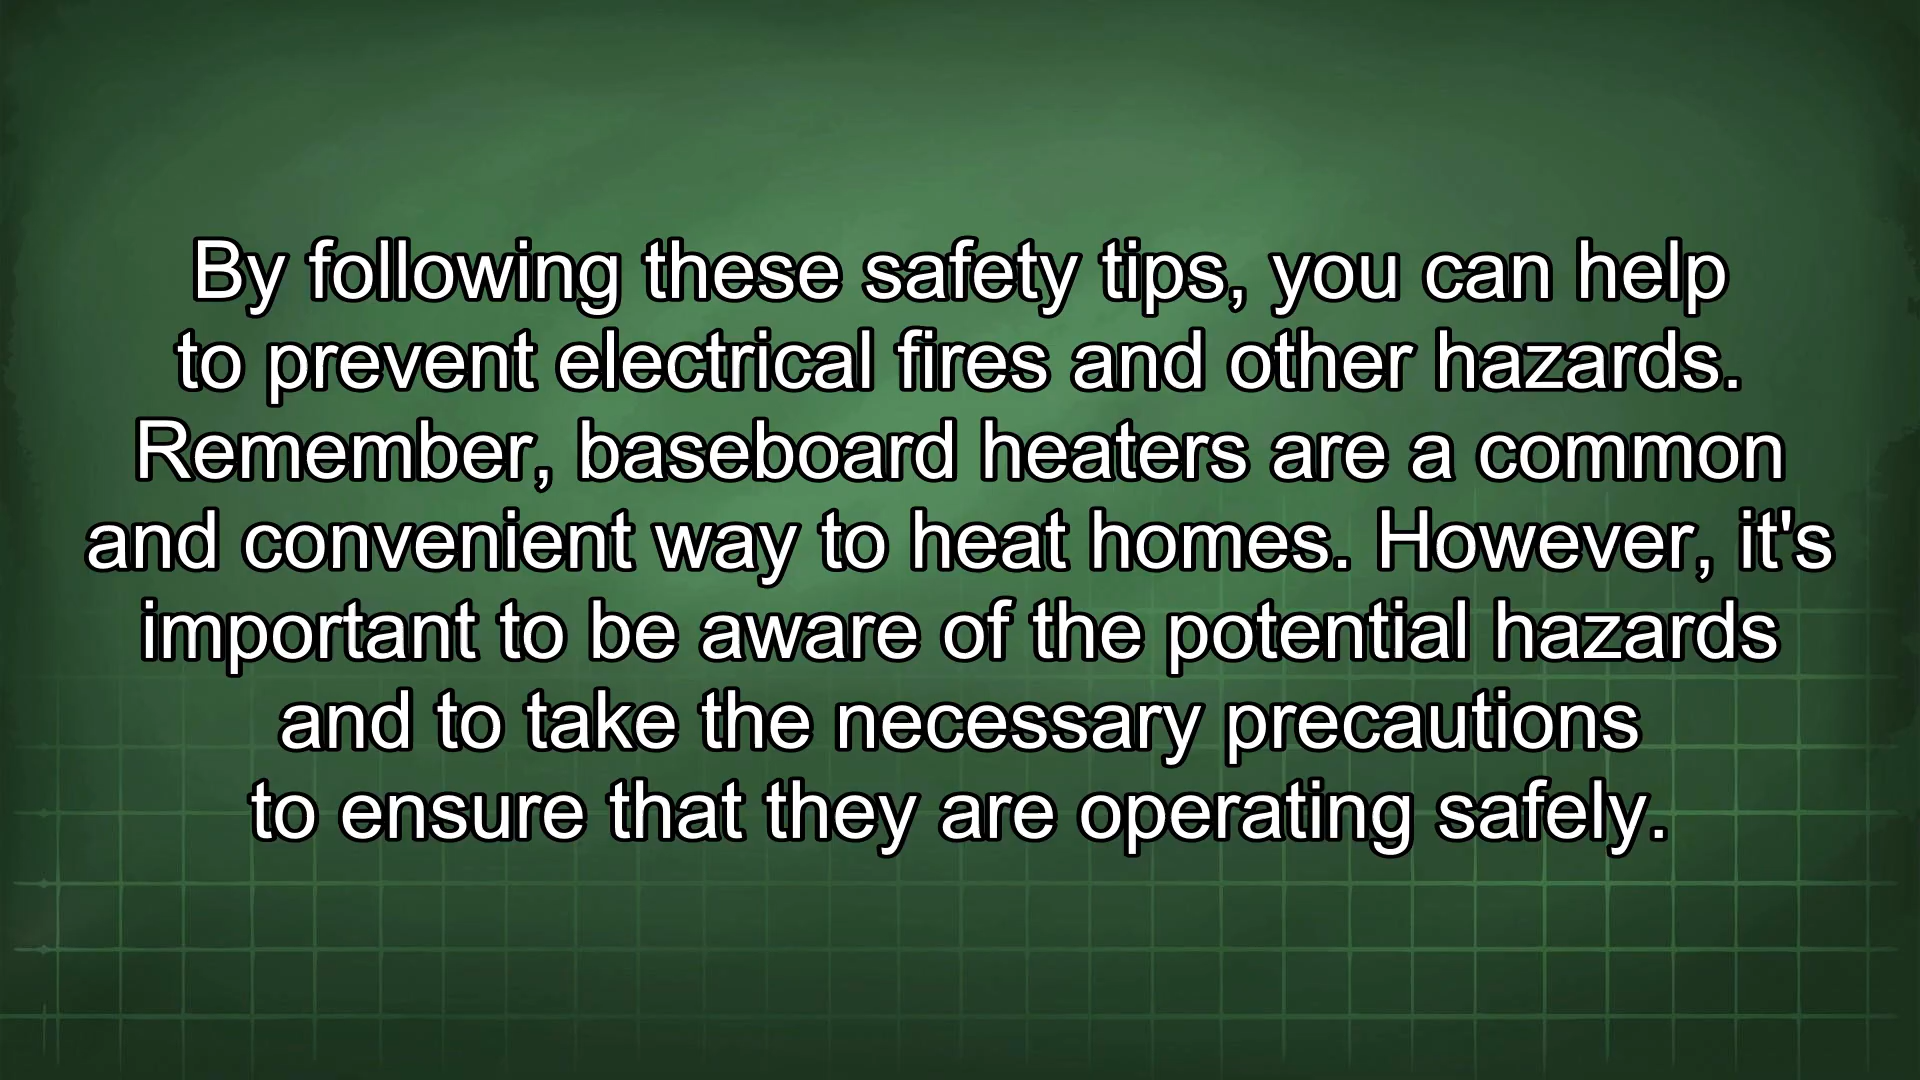 By following these safety tips, you can help
to prevent electrical fires and other hazards.
Remember, baseboard heaters are a common
and convenient way to heat homes. However, it's
important to be aware of the potential hazards
and to take the necessary precautions
to ensure that they are operating safely.